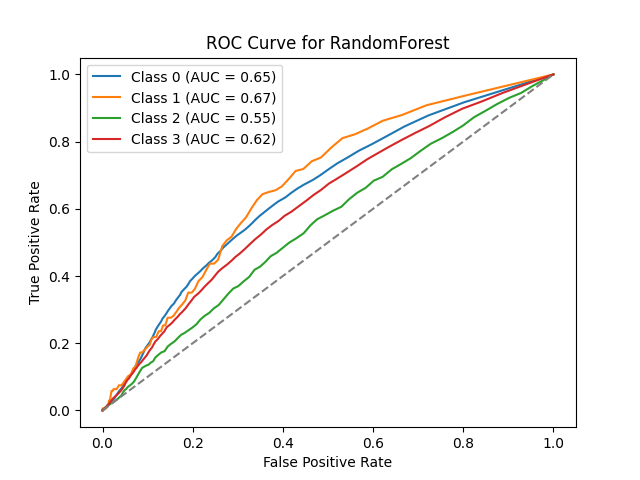 ROC Curve for RandomForest
Class 0 (AUC = 0.65)
Class 1 (AUC = 0.67)
Class 2 (AUC = 0.55)
Class 3 (AUC = 0.62)
True Positive Rate
1.0
0.8
0.6
0.4
0.2
0.0
0.0 0.2 0.4 0.6 0.8 1.0
False Positive Rate